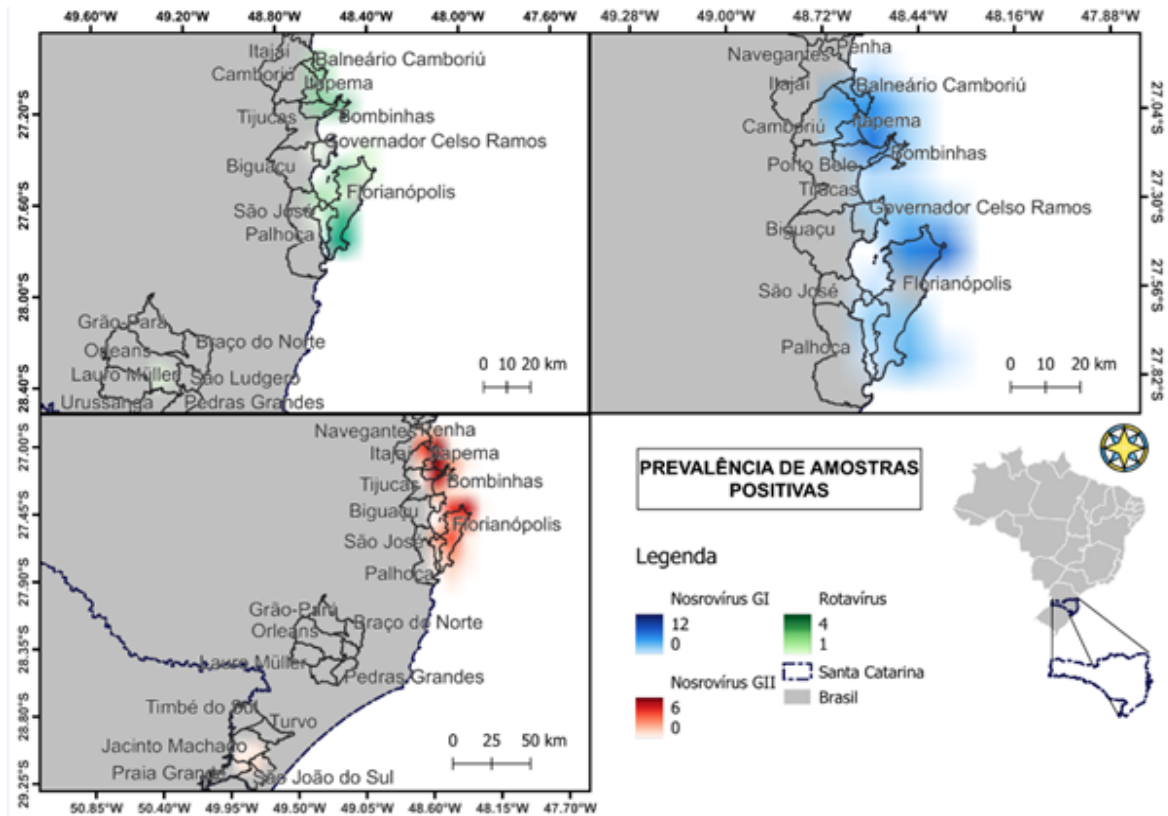 49.60°W 49.20°W 48.80°W 48.40°W 48.00°W 47.60°W
49.28°W 49.00°W 48.72°W 48.44°W 48.16°W 47.88°W
27.20°S
27.60°S
28.00°S
28.40°S
Itajaí
Balneário Camboriú
Camboriú
Itapema
Tijucas
Bombinhas
Governador Celso Ramos
Biguaçu
Florianópolis
São José
Palhoça
Grão-Pará
Braço do Norte
Orleans
Lauro Müller
São Ludgero
Urussanga
Pedras Grandes
0 10 20 km
Navegantes
Penha
Itajaí
Balneário Camboriú
Itapema
Camboriú
Bombinhas
Porto Belo
Tijucas
Governador Celso Ramos
Biguaçu
Florianópolis
São José
Palhoça
0 10 20 km
27.04°S
27.30°S
27.56°S
27.82°S
27.00°S
27.45°S
27.90°S
28.35°S
28.80°S
29.25°S
Navegantes
Penha
Itajaí
Itapema
Tijucas
Bombinhas
Biguaçu
Florianópolis
São José
Palhoça
Grão-Pará
Braço do Norte
Orleans
Lauro Müller
Pedras Grandes
Timbé do Sul
Turvo
Jacinto Machado
Praia Grande
São João do Sul
0 25 50 km
50.85°W 50.40°W 49.95°W 49.50°W 49.05°W 48.60°W 48.15°W 47.70°W
PREVALÊNCIA DE AMOSTRAS
POSITIVAS
Legenda
Nosrovírus GI
12
0
Nosrovírus GII
6
0
Rotavírus
4
1
Santa Catarina
Brasil